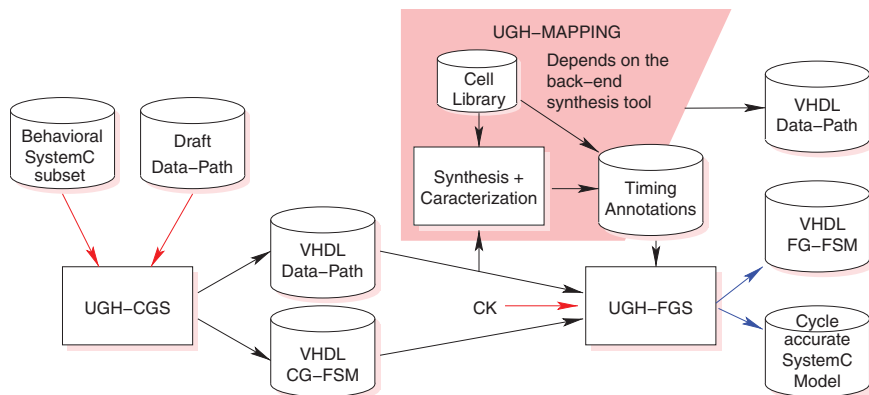 UGH−MAPPING
Depends on the
back−end
synthesis tool
Cell
Library
VHDL
Data−Path
Behavioral
SystemC
subset
Draft
Data−Path
Synthesis +
Caracterization
Timing
Annotations
VHDL
FG−FSM
VHDL
Data−Path
UGH−CGS
CK
UGH−FGS
VHDL
CG−FSM
Cycle
accurate
SystemC
Model